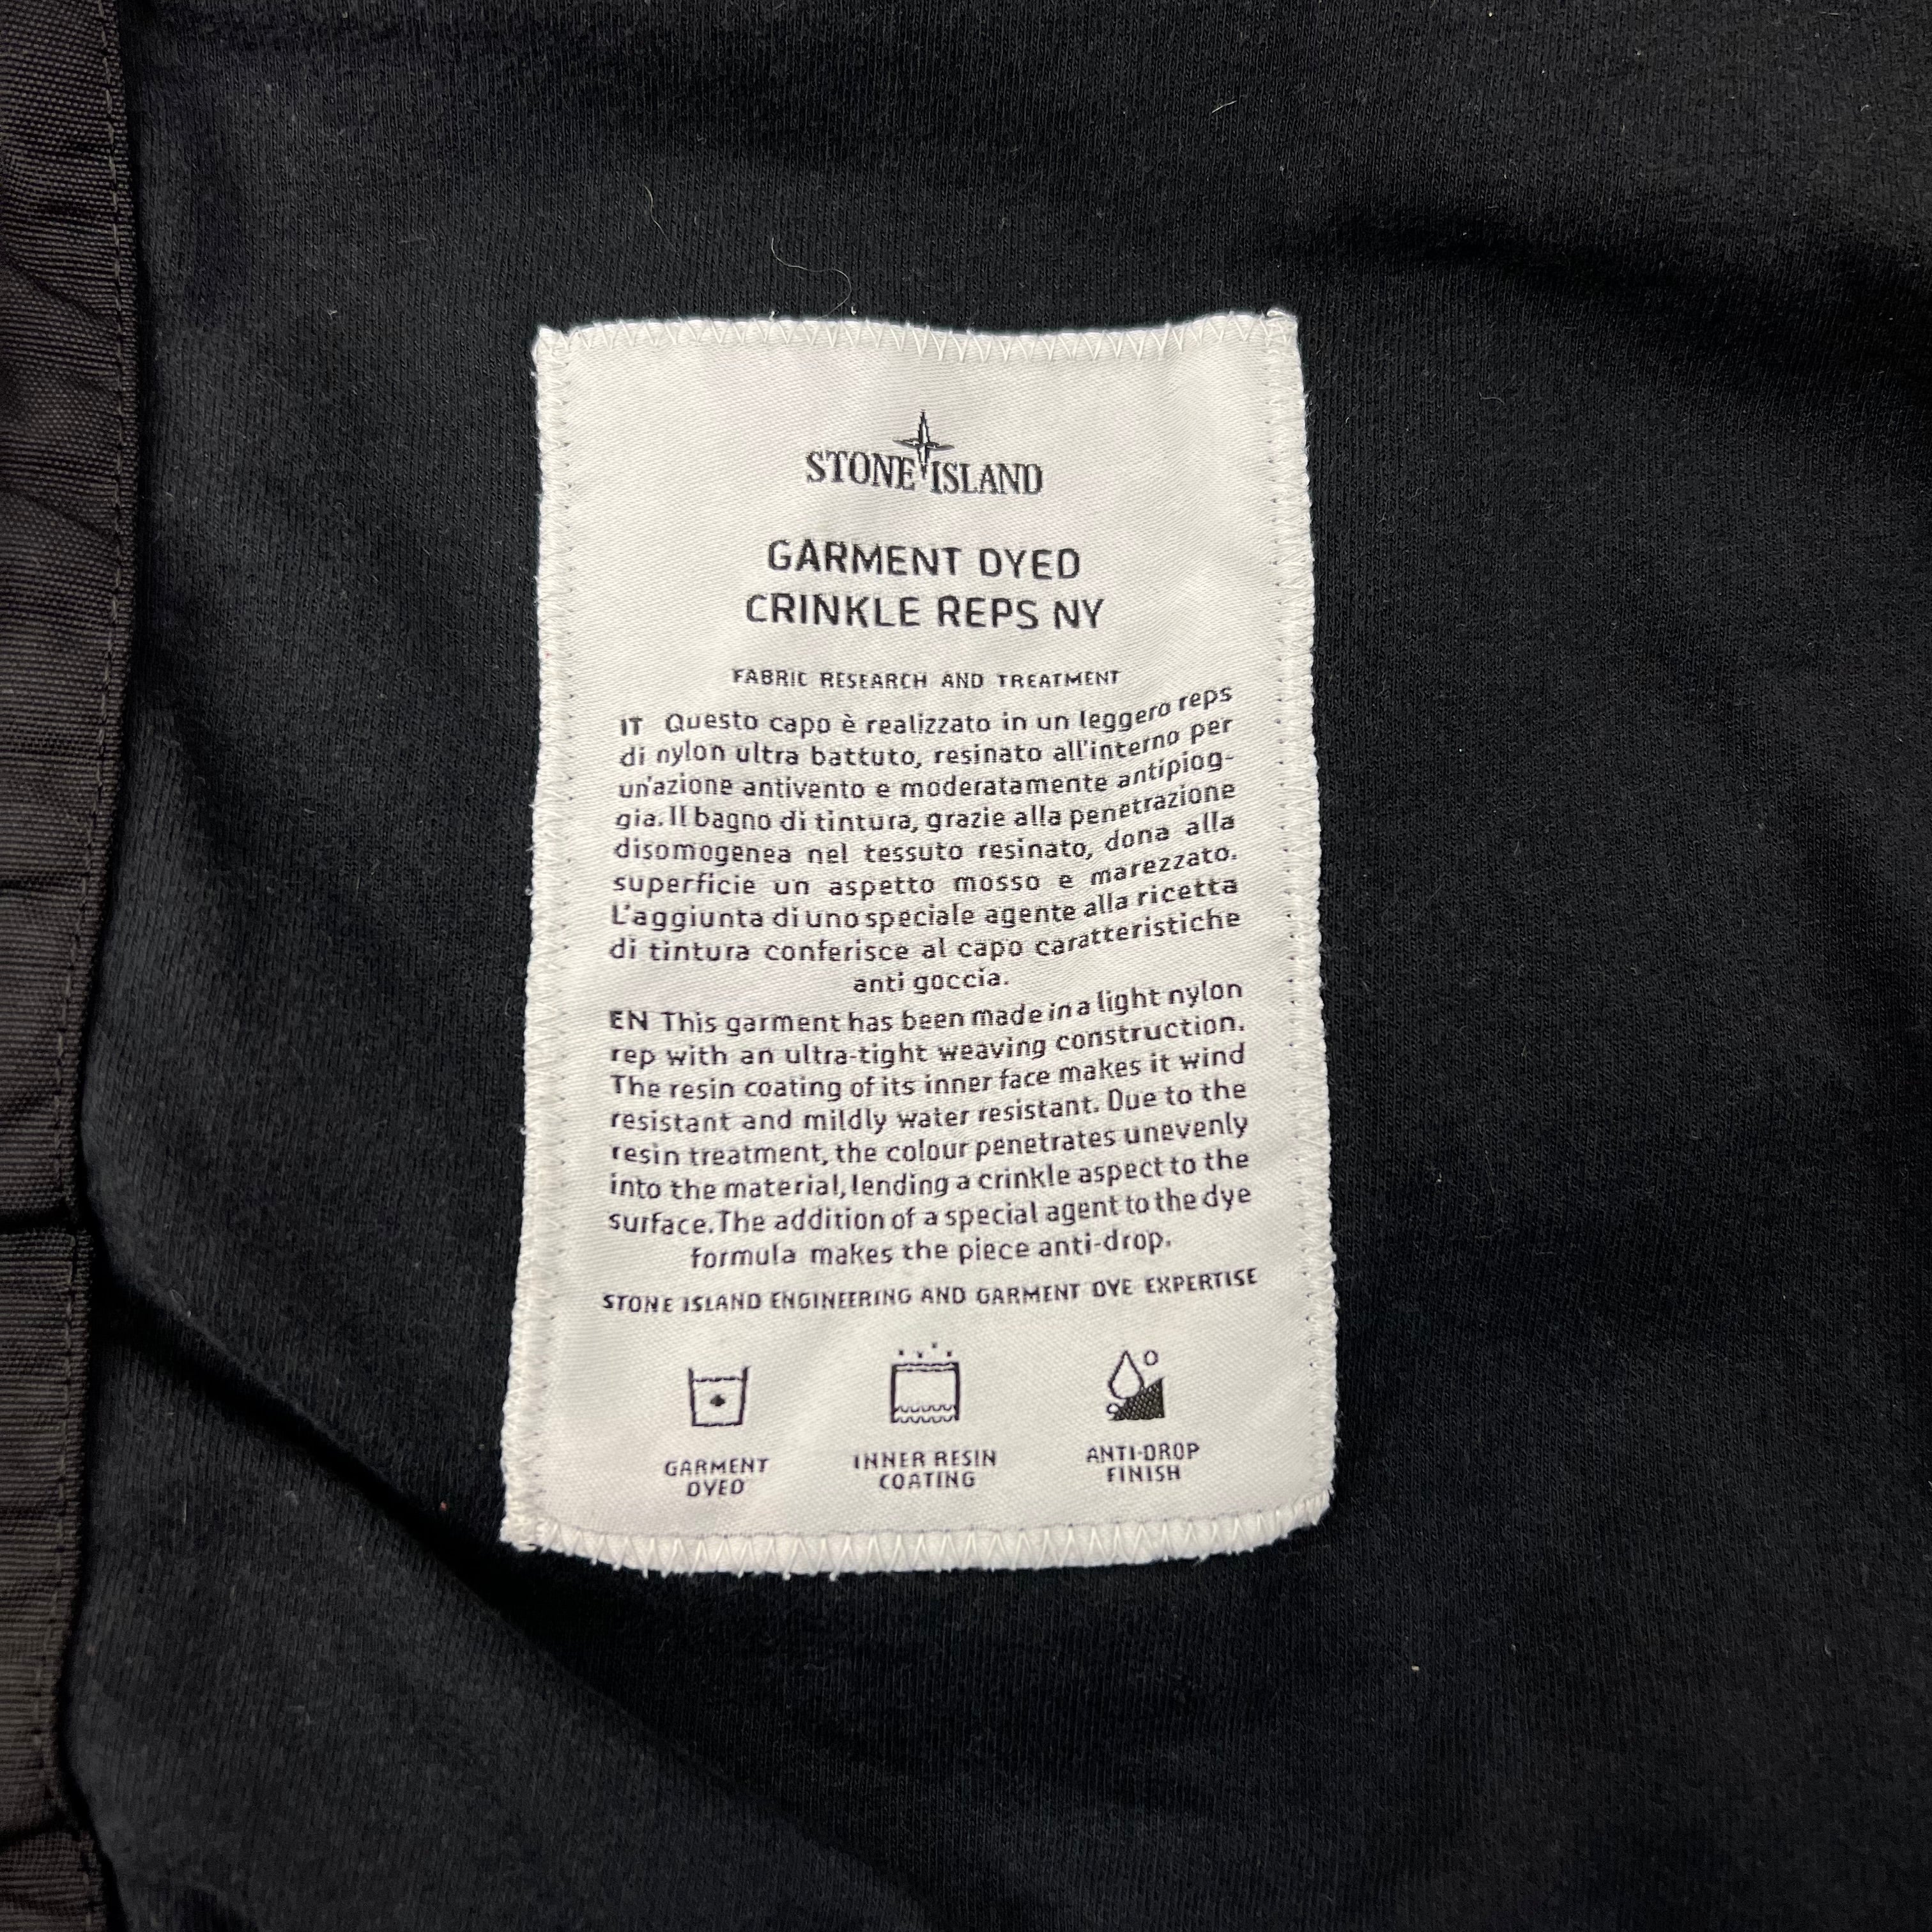 STONE ISLAND
GARMENT DYED
CRINKLE REPS NY
FABRIC RESEARCH AND TREATMENT
IT Questo capo è realizzato in un leggero reps
di nylon ultra battuto, resinato all'interno per
un'azione antivento e moderatamente antipiog-
gia. Il bagno di tintura, grazie alla penetrazione
disomogenea nel tessuto resinato, dona alla
superficie un aspetto mosso e marezzato.
L'aggiunta di uno speciale agente alla ricetta
di tintura conferisce al capo caratteristiche
anti goccia.
EN This garment has been made in a light nylon
rep with an ultra-tight weaving construction.
The resin coating of its inner face makes it wind
resistant and mildly water resistant. Due to the
resin treatment, the colour penetrates unevenly
into the material, lending a crinkle aspect to the
surface. The addition of a special agent to the dye
formula makes the piece anti-drop.
STONE ISLAND ENGINEERING AND GARMENT DYE EXPERTISE
GARMENT
DYED
INNER RESIN
COATING
ANTI-DROP
FINISH